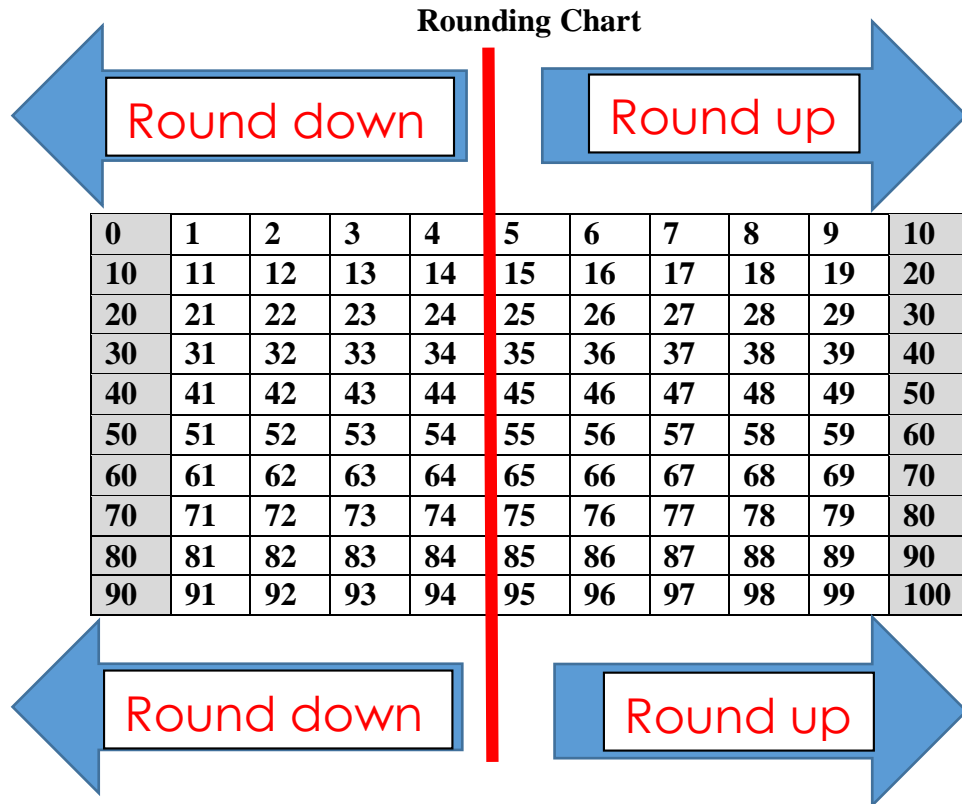 Rounding Chart
Round down Round up
0 1 2 3 4 5 6 7 8 9 10
10 11 12 13 14 15 16 17 18 19 20
20 21 22 23 24 25 26 27 28 29 30
30 31 32 33 34 35 36 37 38 39 40
40 41 42 43 44 45 46 47 48 49 50
50 51 52 53 54 55 56 57 58 59 60
60 61 62 63 64 65 66 67 68 69 70
70 71 72 73 74 75 76 77 78 79 80
80 81 82 83 84 85 86 87 88 89 90
90 91 92 93 94 95 96 97 98 99 100
Round down Round up